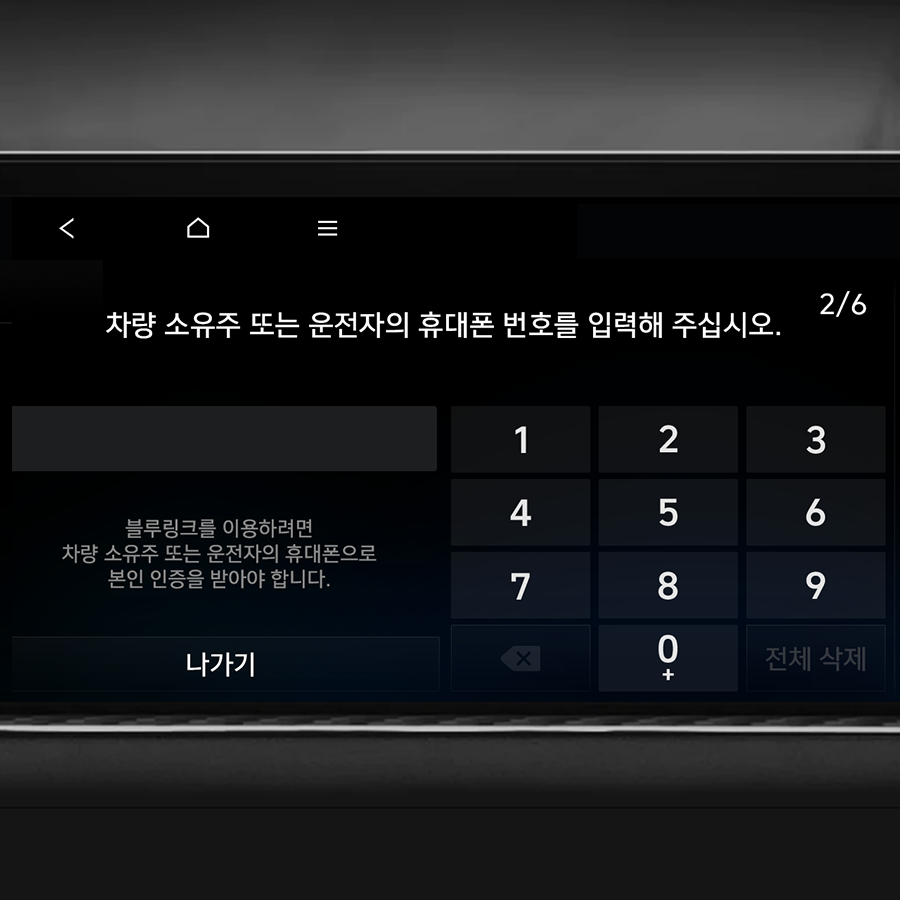 2/6
차량 소유주 또는 운전자의 휴대폰 번호를 입력해 주십시오.
1 2 3
4 5 6
7 8 9
0 전체 삭제
+
블루링크를 이용하려면
차량 소유주 또는 운전자의 휴대폰으로
본인 인증을 받아야 합니다.
나가기